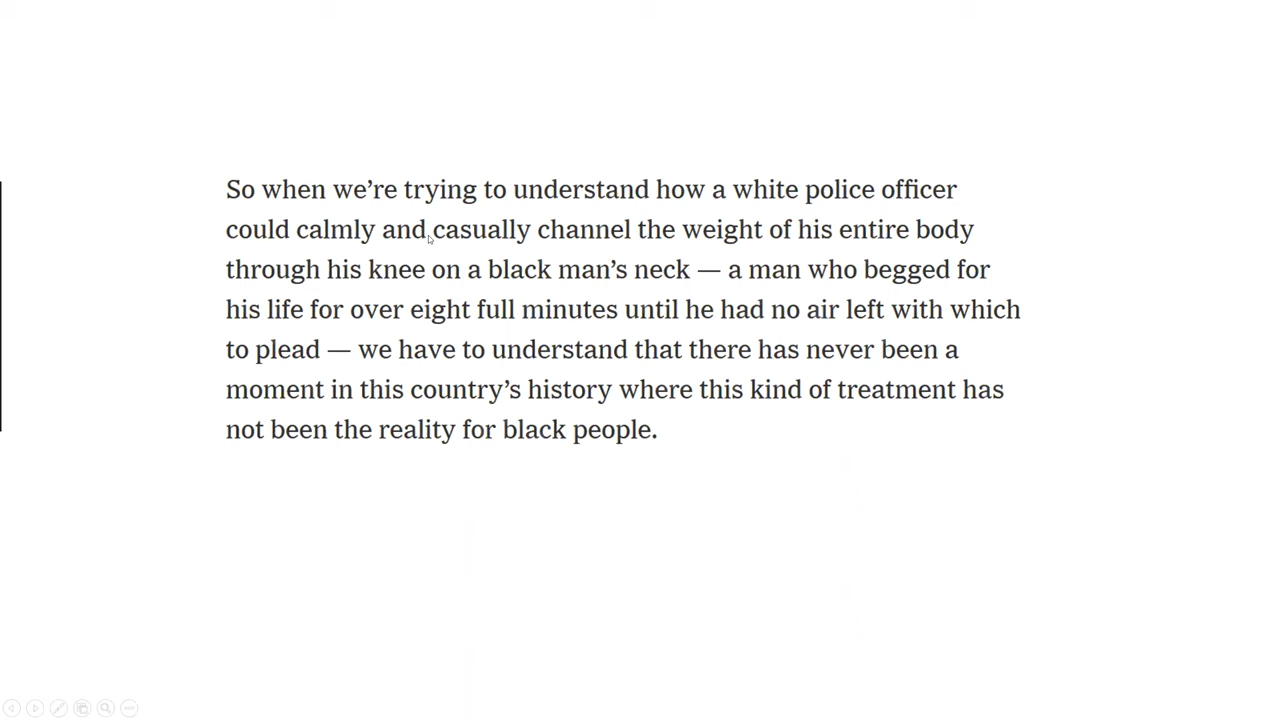 So when we’re trying to understand how a white police officer
could calmly and casually channel the weight of his entire body
through his knee on a black man’s neck — a man who begged for
his life for over eight full minutes until he had no air left with which
to plead — we have to understand that there has never been a
moment in this country’s history where this kind of treatment has
not been the reality for black people.